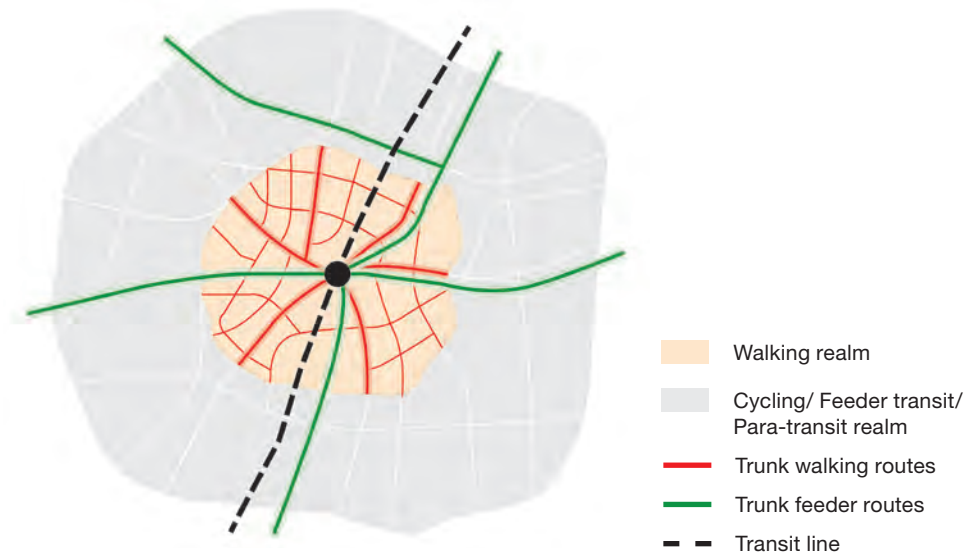 Walking realm
Cycling/ Feeder transit/
Para-transit realm
Trunk walking routes
Trunk feeder routes
Transit line